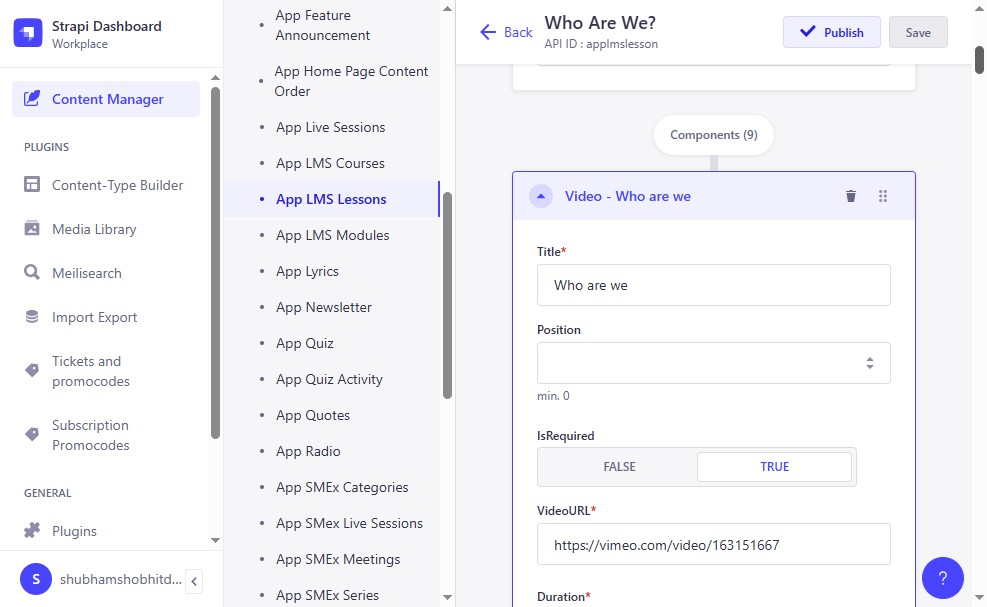 Strapi Dashboard
Workplace
Content Manager
PLUGINS
Content-Type Builder
Media Library
Meilisearch
Import Export
Tickets and
promocodes
Subscription
Promocodes
GENERAL
Plugins
S
shubhamshobhitd...
App Feature
Announcement
App Home Page Content
Order
App Live Sessions
App LMS Courses
App LMS Lessons
App LMS Modules
App Lyrics
App Newsletter
App Quiz
App Quiz Activity
App Quotes
App Radio
App SMEx Categories
App SMex Live Sessions
App SMEx Meetings
App SMEx Series
Back
Who Are We?
API ID : applmslesson
Publish
Save
Components (9)
Video - Who are we
Title*
Who are we
Position
min. 0
IsRequired
FALSE
TRUE
VideoURL*
https://vimeo.com/video/163151667
Duration*
?